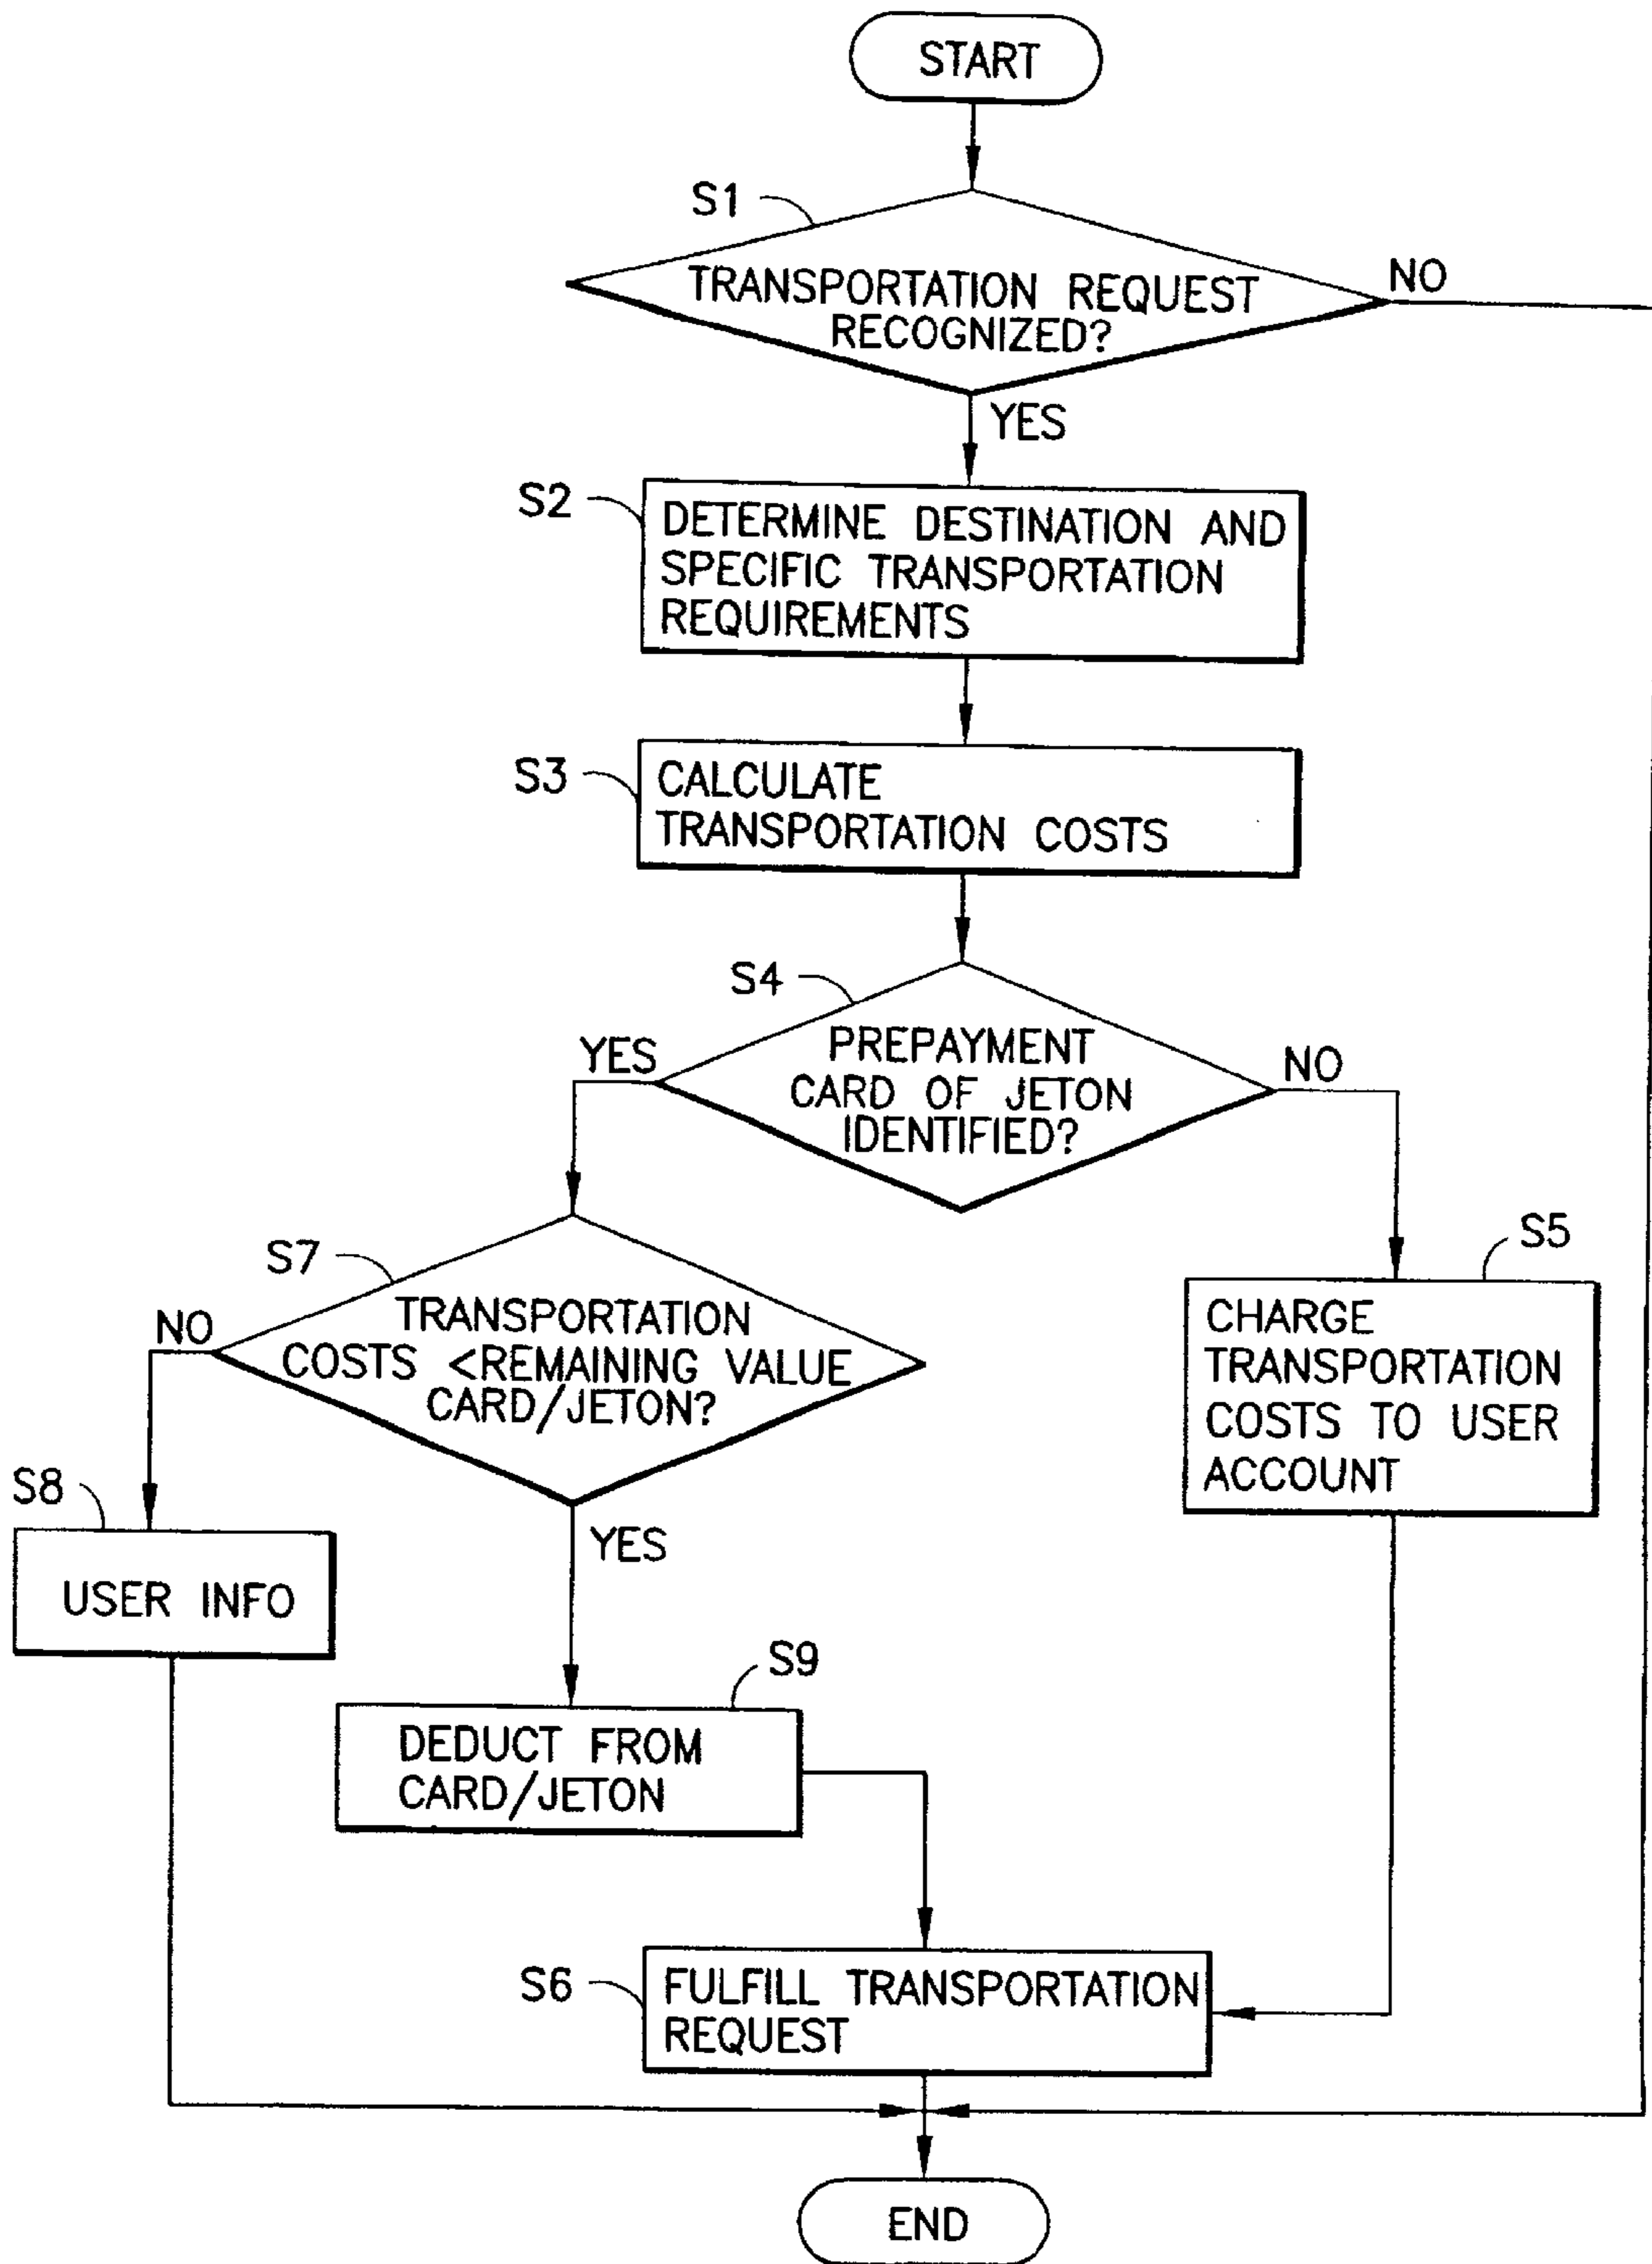 START
S1
TRANSPORTATION REQUEST
RECOGNIZED?
NO
YES
S2
DETERMINE DESTINATION AND
SPECIFIC TRANSPORTATION
REQUIREMENTS
S3
CALCULATE
TRANSPORTATION COSTS
S4
PREPAYMENT
CARD OF JETON
IDENTIFIED?
YES
NO
S7
TRANSPORTATION
COSTS <REMAINING VALUE
CARD/JETON?
NO
YES
S5
CHARGE
TRANSPORTATION
COSTS TO USER
ACCOUNT
S8
USER INFO
S9
DEDUCT FROM
CARD/JETON
S6
FULFILL TRANSPORTATION
REQUEST
END